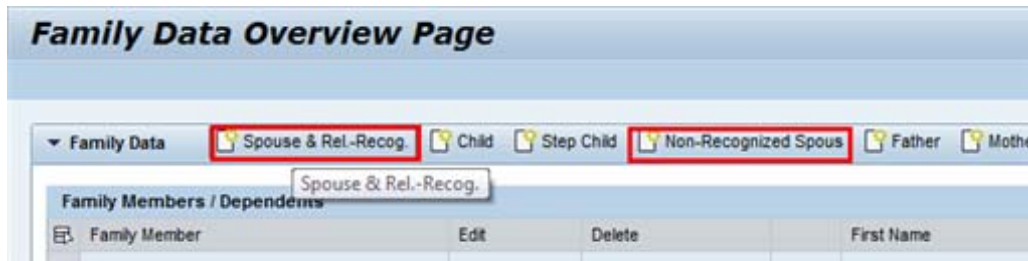 Family Data Overview Page
Family Data Spouse & Rel.-Recog. Child Step Child Non-Recognized Spous Father Mothe
Spouse & Rel.-Recog.
Family Members / Dependents
Family Member Edit Delete First Name